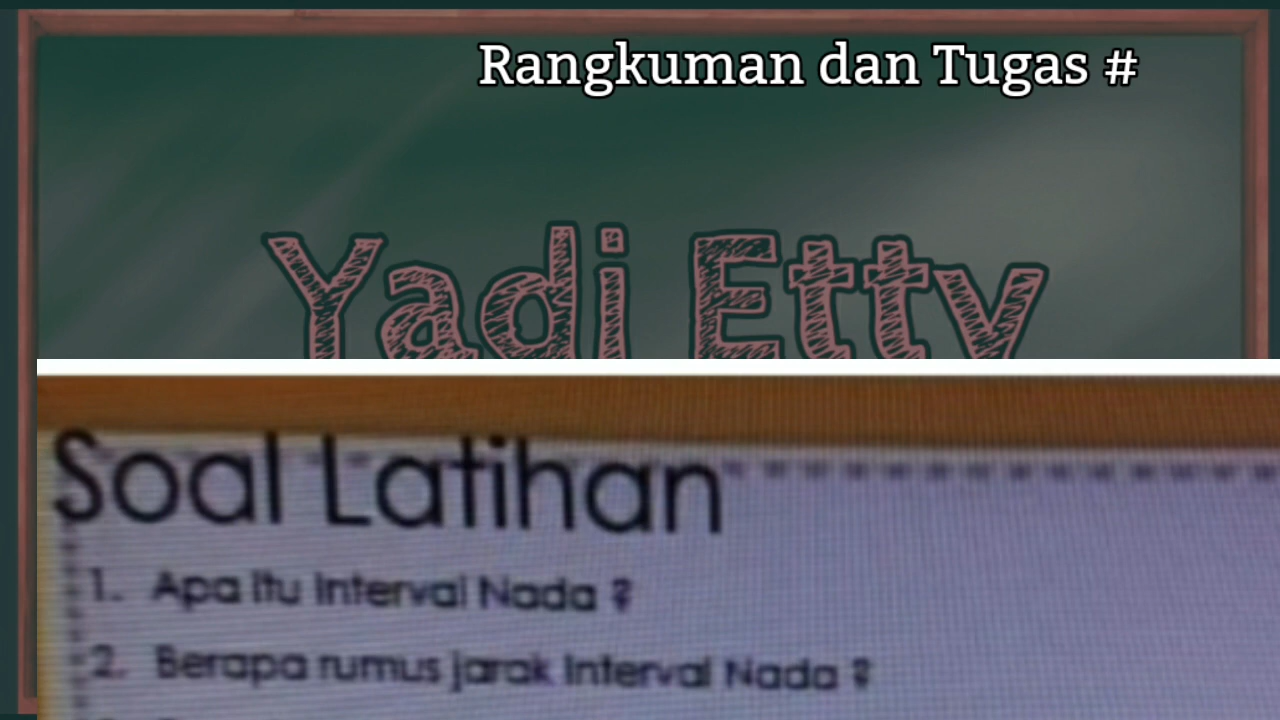 Rangkuman dan Tugas #
Yadi Etty
Soal Latihan
1. Apa itu Interval Nada ?
2. Berapa rumus jarak Interval Nada ?